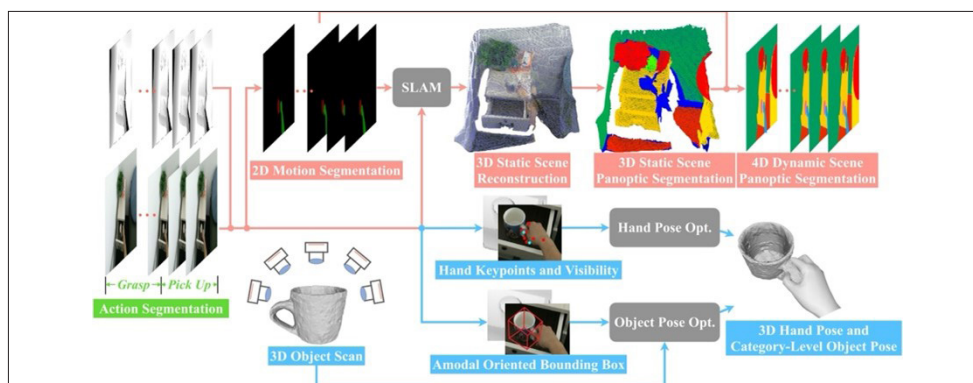 SLAM
2D Motion Segmentation
3D Static Scene
Reconstruction
3D Static Scene
Panoptic Segmentation
4D Dynamic Scene
Panoptic Segmentation
Grasp
Pick Up
Action Segmentation
Hand Keypoints and Visibility
Hand Pose Opt.
3D Object Scan
Amodal Oriented Bounding Box
Object Pose Opt.
3D Hand Pose and
Category-Level Object Pose